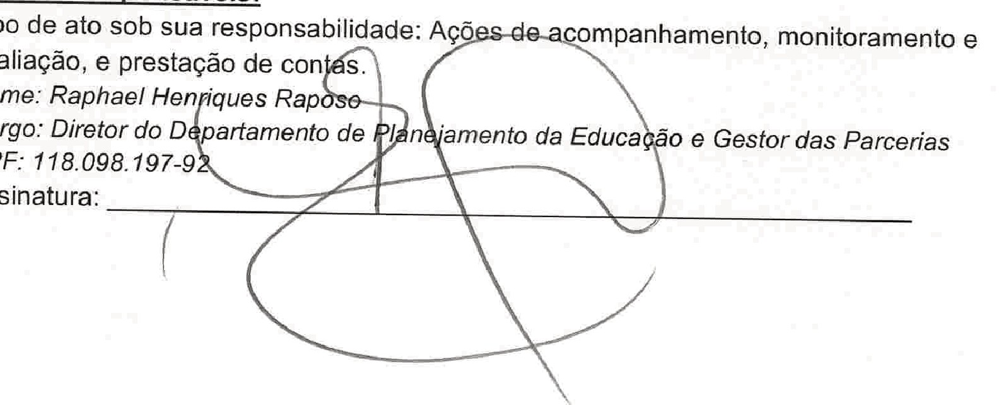 po de ato sob sua responsabilidade: Ações de acompanhamento, monitoramento e
aliação, e prestação de contas.
me: Raphael Henriques Raposo
rgo: Diretor do Departamento de Planejamento da Educação e Gestor das Parcerias
PF: 118.098.197-92
sinatura: